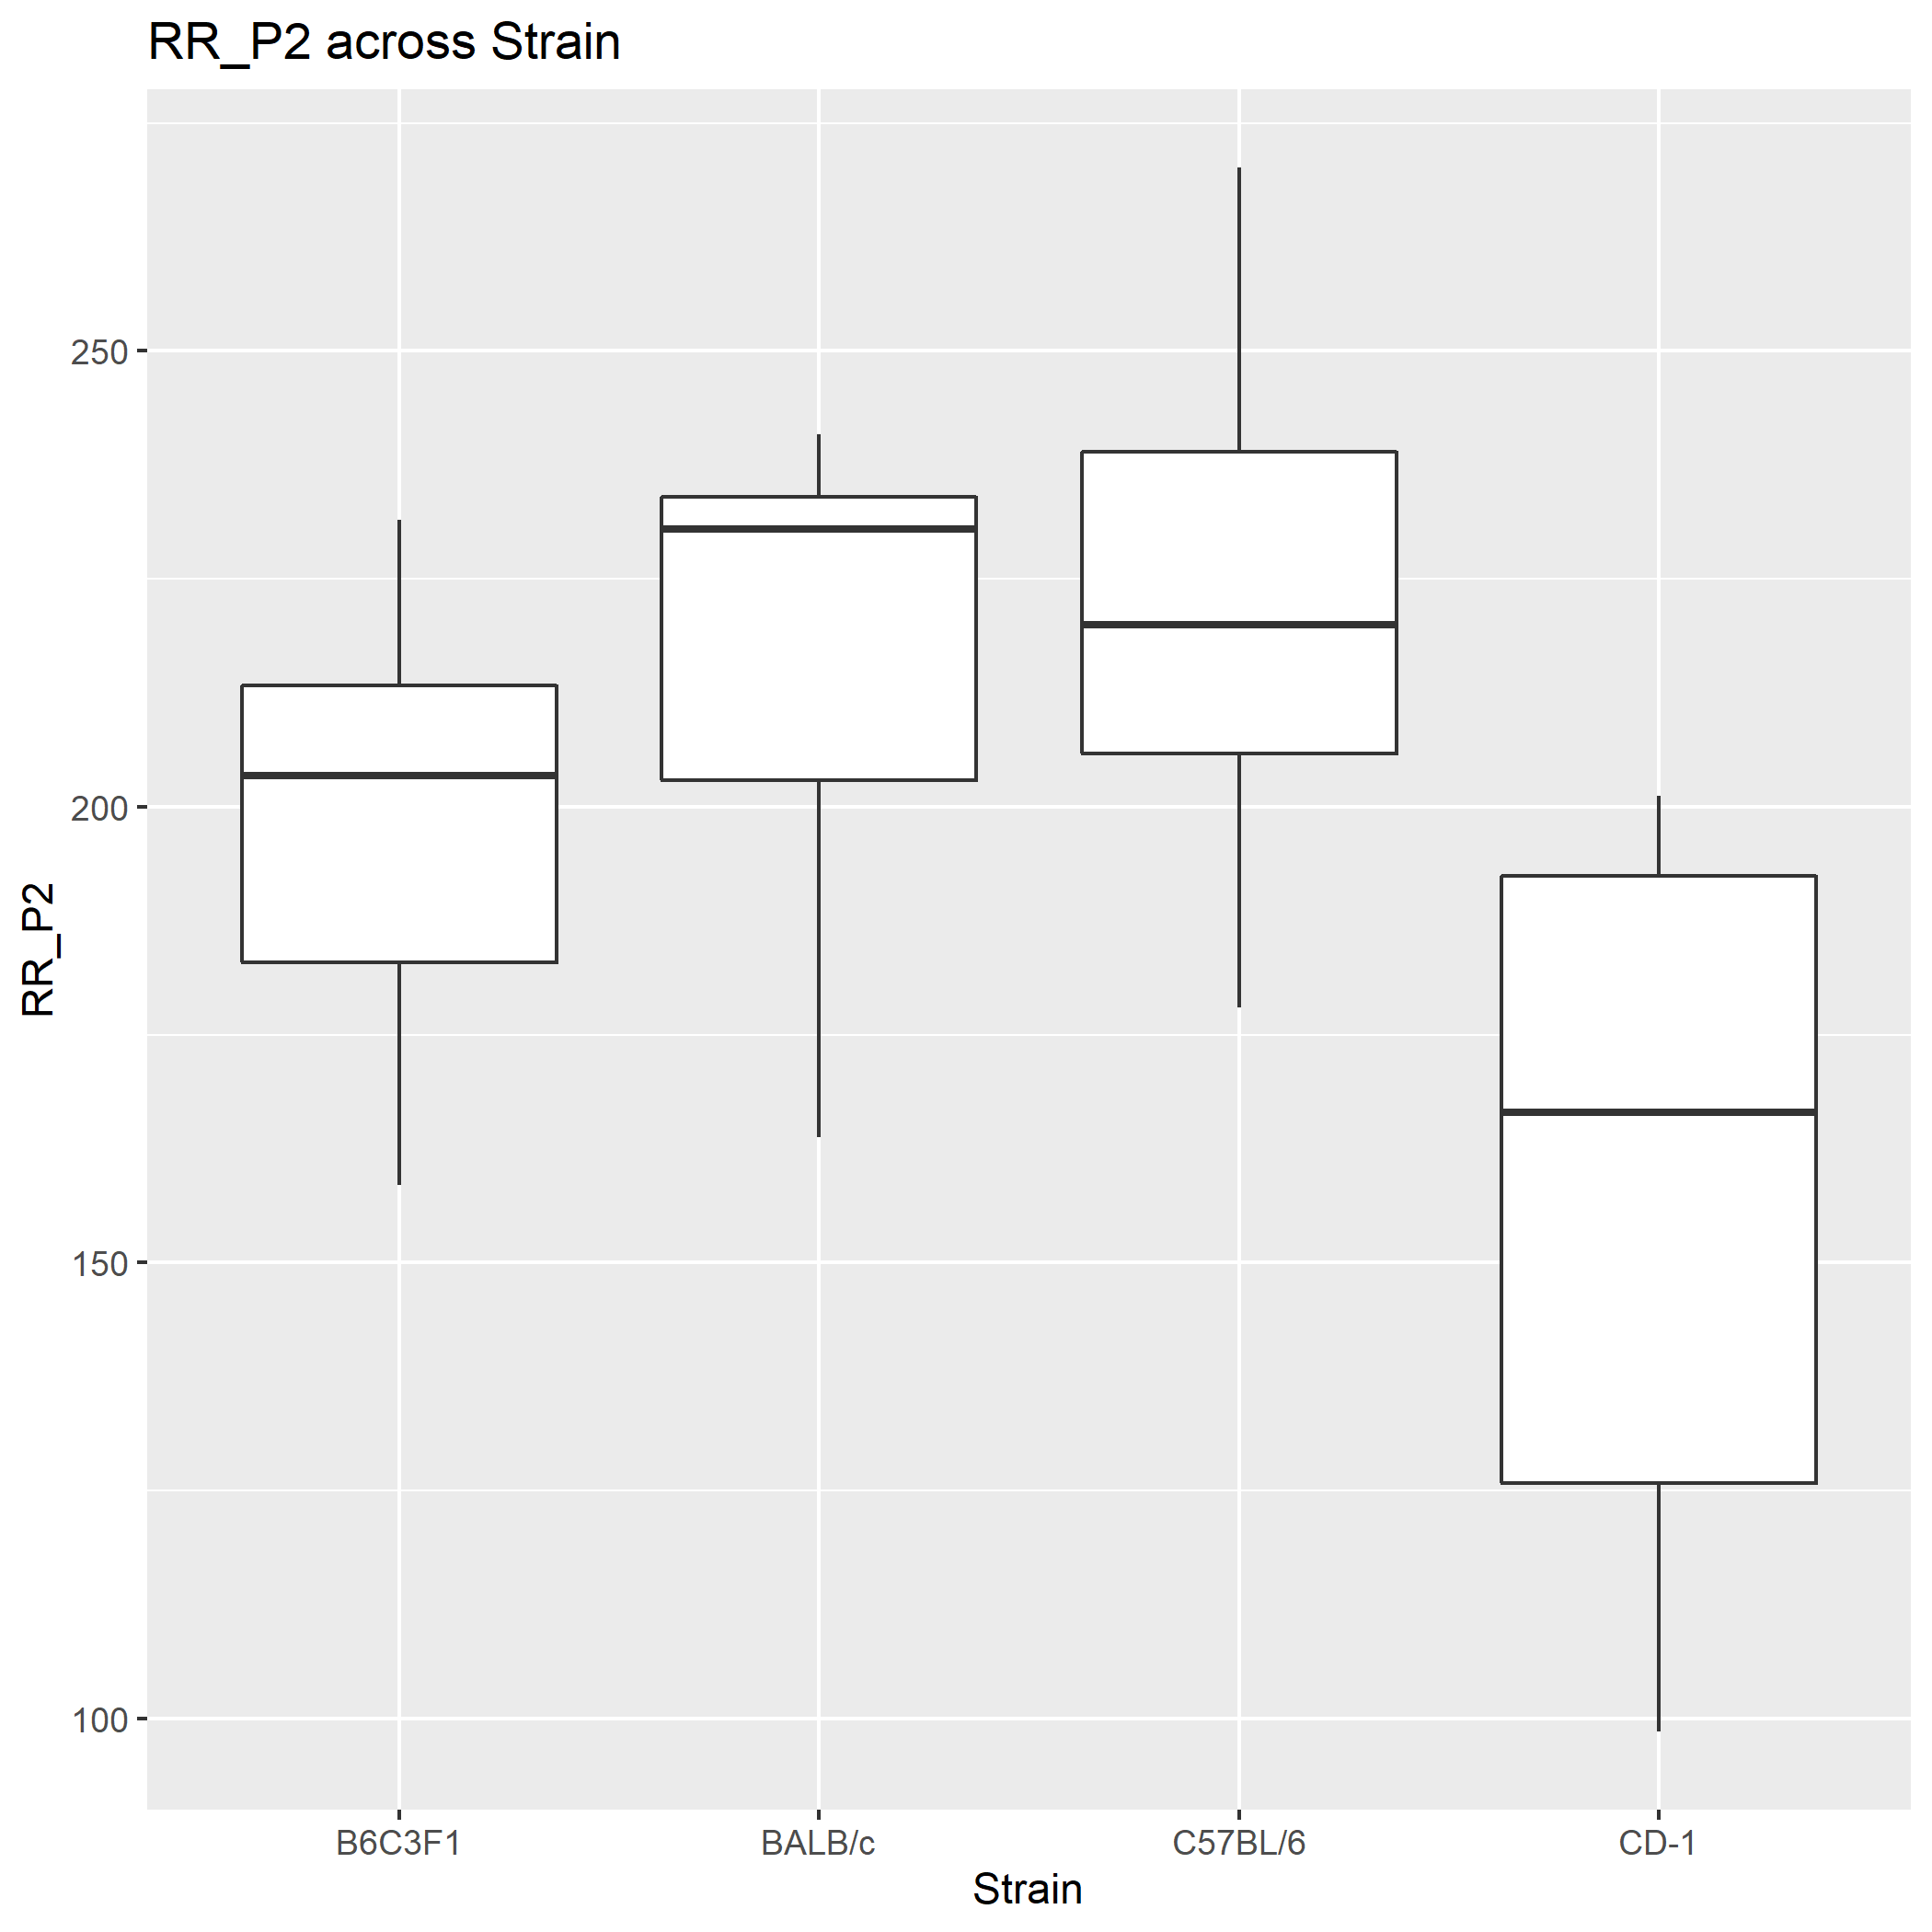 RR_P2 across Strain
RR_P2
250
200
150
100
B6C3F1 BALB/c C57BL/6 CD-1
Strain